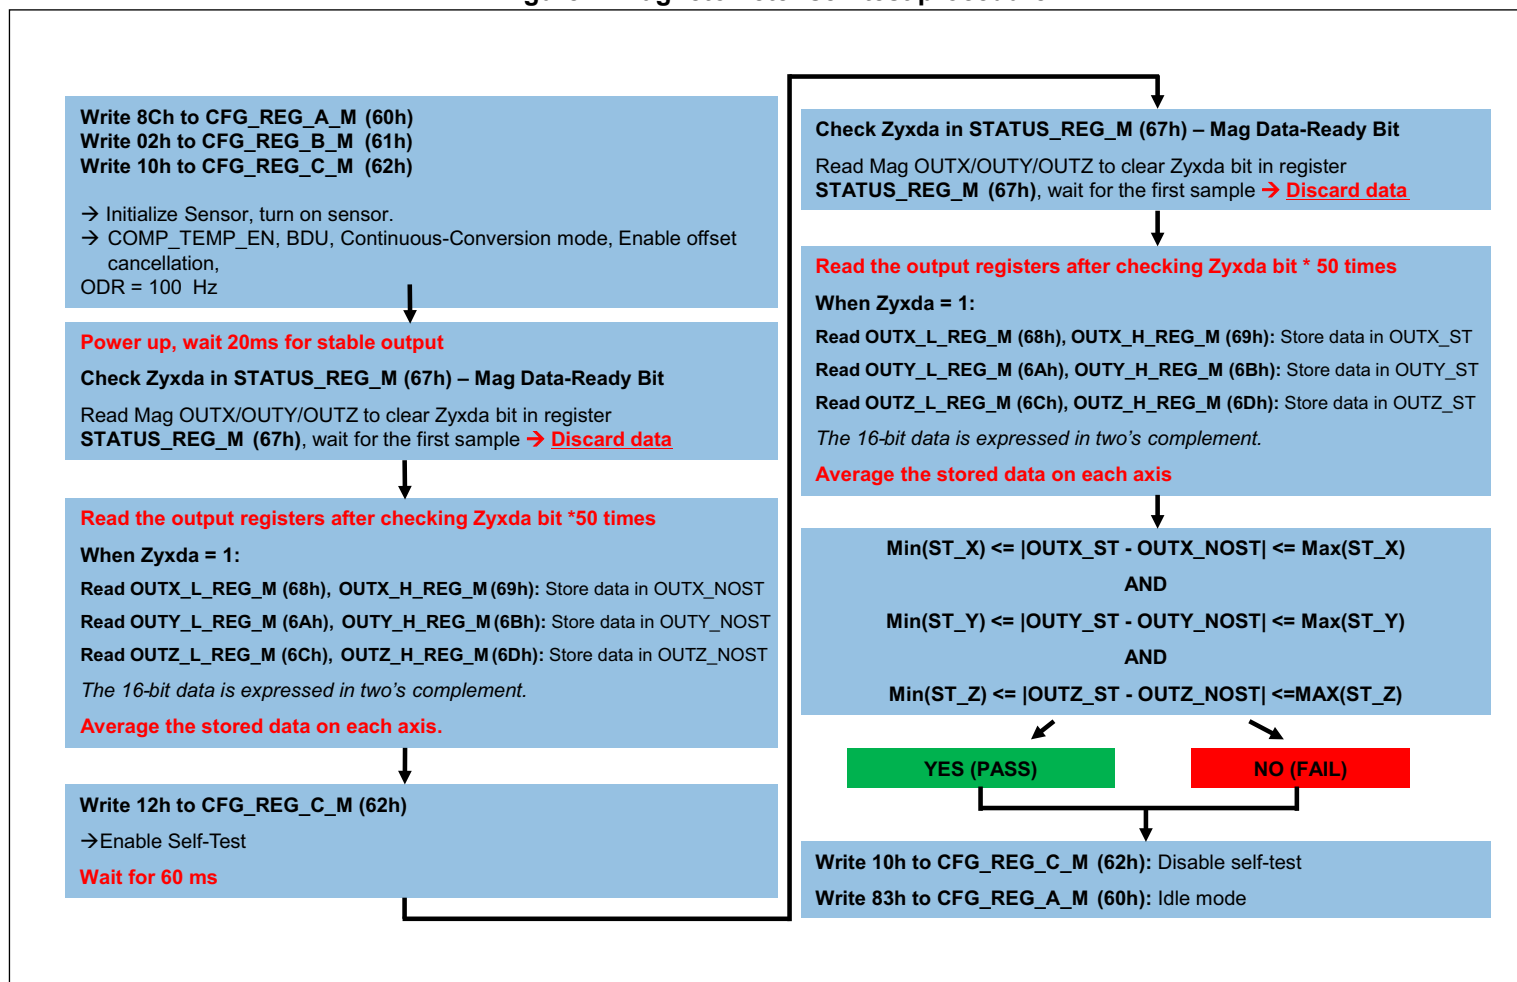 Write 8Ch to CFG_REG_A_M (60h)
Write 02h to CFG_REG_B_M (61h)
Write 10h to CFG_REG_C_M (62h)
→ Initialize Sensor, turn on sensor.
→ COMP_TEMP_EN, BDU, Continuous-Conversion mode, Enable offset
cancellation,
ODR = 100 Hz
Power up, wait 20ms for stable output
Check Zyxda in STATUS_REG_M (67h) – Mag Data-Ready Bit
Read Mag OUTX/OUTY/OUTZ to clear Zyxda bit in register
STATUS_REG_M (67h), wait for the first sample → Discard data
Read the output registers after checking Zyxda bit *50 times
When Zyxda = 1:
Read OUTX_L_REG_M (68h), OUTX_H_REG_M (69h): Store data in OUTX_NOST
Read OUTY_L_REG_M (6Ah), OUTY_H_REG_M (6Bh): Store data in OUTY_NOST
Read OUTZ_L_REG_M (6Ch), OUTZ_H_REG_M (6Dh): Store data in OUTZ_NOST
The 16-bit data is expressed in two's complement.
Average the stored data on each axis.
Write 12h to CFG_REG_C_M (62h)
→Enable Self-Test
Wait for 60 ms
Check Zyxda in STATUS_REG_M (67h) – Mag Data-Ready Bit
Read Mag OUTX/OUTY/OUTZ to clear Zyxda bit in register
STATUS_REG_M (67h), wait for the first sample → Discard data
Read the output registers after checking Zyxda bit * 50 times
When Zyxda = 1:
Read OUTX_L_REG_M (68h), OUTX_H_REG_M (69h): Store data in OUTX_ST
Read OUTY_L_REG_M (6Ah), OUTY_H_REG_M (6Bh): Store data in OUTY_ST
Read OUTZ_L_REG_M (6Ch), OUTZ_H_REG_M (6Dh): Store data in OUTZ_ST
The 16-bit data is expressed in two's complement.
Average the stored data on each axis
Min(ST_X) <= |OUTX_ST - OUTX_NOST| <= Max(ST_X)
AND
Min(ST_Y) <= |OUTY_ST - OUTY_NOST| <= Max(ST_Y)
AND
Min(ST_Z) <= |OUTZ_ST - OUTZ_NOST| <=MAX(ST_Z)
YES (PASS)
NO (FAIL)
Write 10h to CFG_REG_C_M (62h): Disable self-test
Write 83h to CFG_REG_A_M (60h): Idle mode